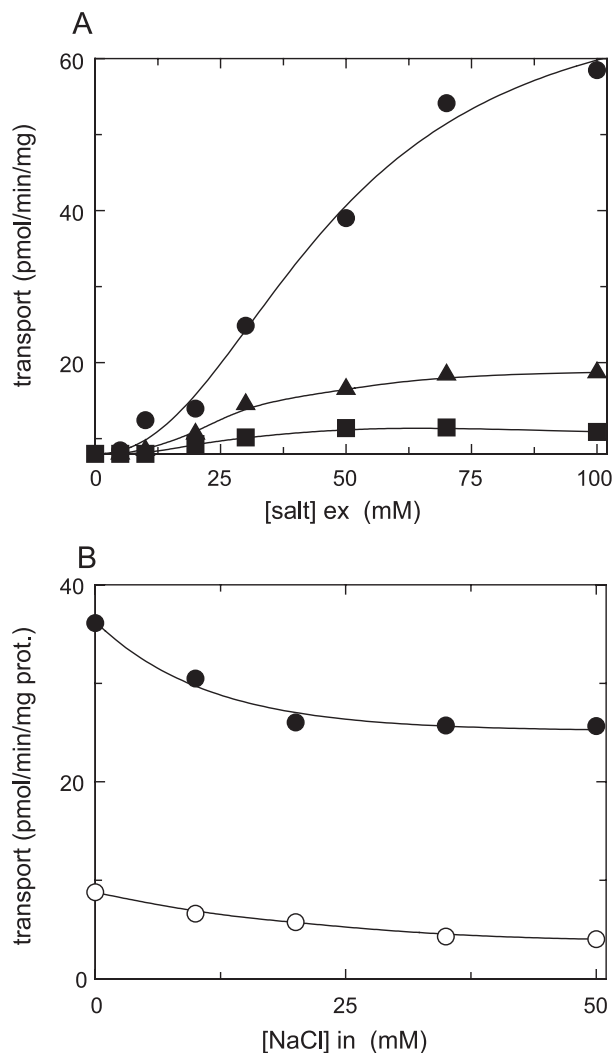 A
60
40
20
transport (pmol/min/mg)
0 25 50 75 100
[salt] ex (mM)
B
40
20
0
transport (pmol/min/mg prot.)
0 25 50
[NaCl] in (mM)